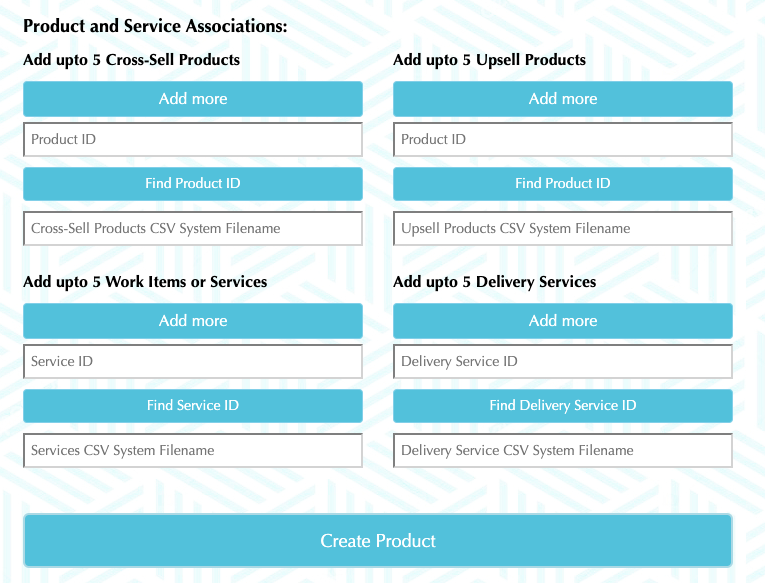 Product and Service Associations:
Add upto 5 Cross-Sell Products
Add more
Product ID
Find Product ID
Cross-Sell Products CSV System Filename
Add upto 5 Upsell Products
Add more
Product ID
Find Product ID
Upsell Products CSV System Filename
Add upto 5 Work Items or Services
Add more
Service ID
Find Service ID
Services CSV System Filename
Add upto 5 Delivery Services
Add more
Delivery Service ID
Find Delivery Service ID
Delivery Service CSV System Filename
Create Product